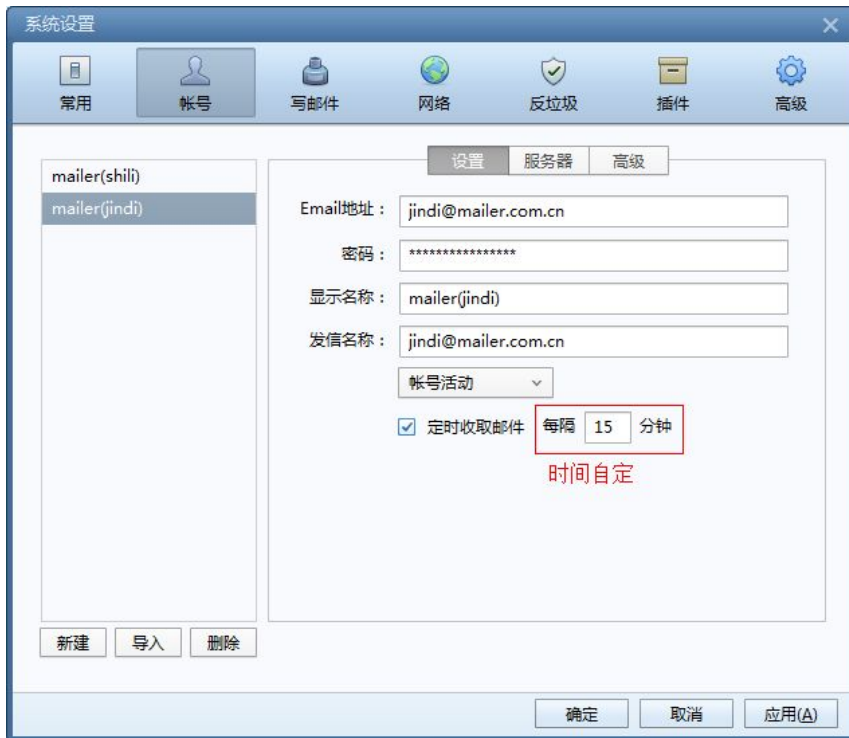 系统设置
常用 帐号 写邮件 网络 反垃圾 插件 高级
mailer(shili)
mailer(jindi)
设置 服务器 高级
Email地址： jindi@mailer.com.cn
密码： ****************
显示名称： mailer(jindi)
发信名称： jindi@mailer.com.cn
帐号活动
定时收取邮件 每隔 15 分钟
时间自定
新建 导入 删除
确定 取消 应用(A)